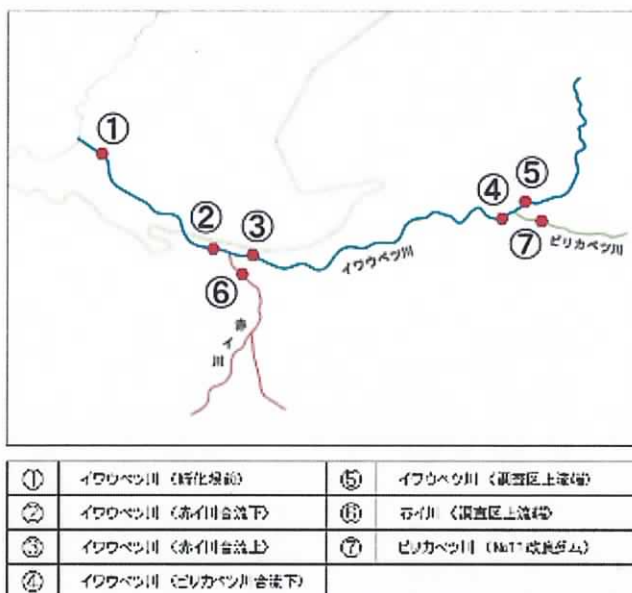 ①
②
③
④
⑤
⑥
⑦
イワウベツ川
ピリカベツ川
赤イ川
① イワウベツ川（孵化場前） ⑤ イワウベツ川（調査区上流端）
② イワウベツ川（赤イ川合流下） ⑥ 赤イ川（調査区上流端）
③ イワウベツ川（赤イ川合流上） ⑦ ピリカベツ川（No11改良ダム）
④ イワウベツ川（ピリカベツ川合流下）